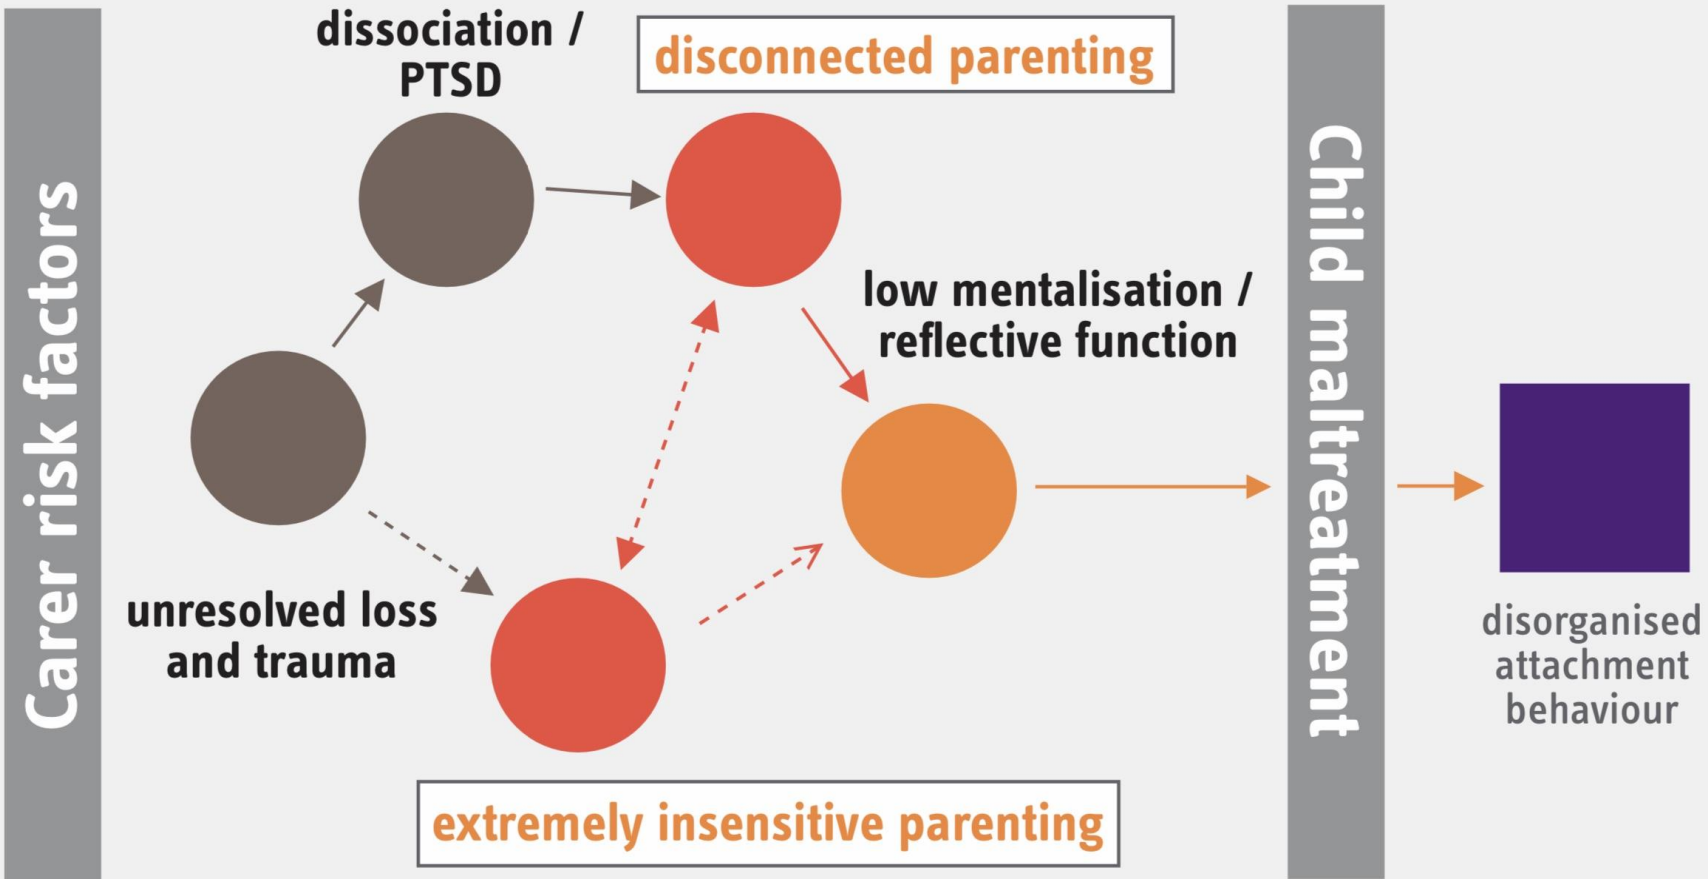 Carer risk factors
dissociation /
PTSD
disconnected parenting
low mentalisation /
reflective function
unresolved loss
and trauma
extremely insensitive parenting
Child maltreatment
disorganised
attachment
behaviour